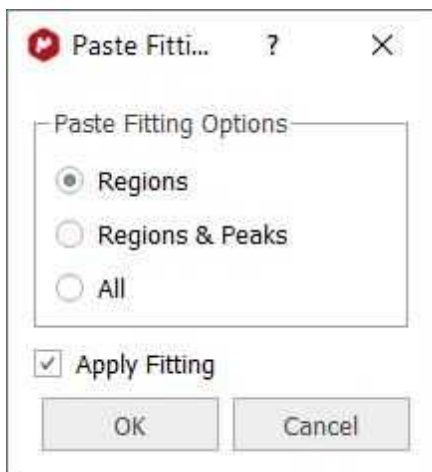 Paste Fitti... ?
Paste Fitting Options
Regions
Regions & Peaks
All
Apply Fitting
OK Cancel